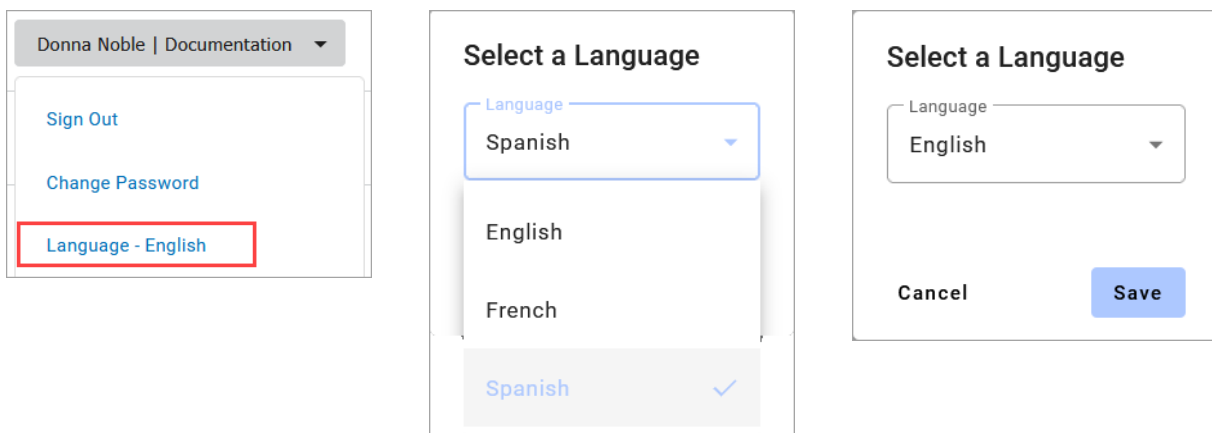 Donna Noble | Documentation
Sign Out
Change Password
Language - English
Select a Language
Language
Spanish
English
French
Spanish
Select a Language
Language
English
Cancel
Save